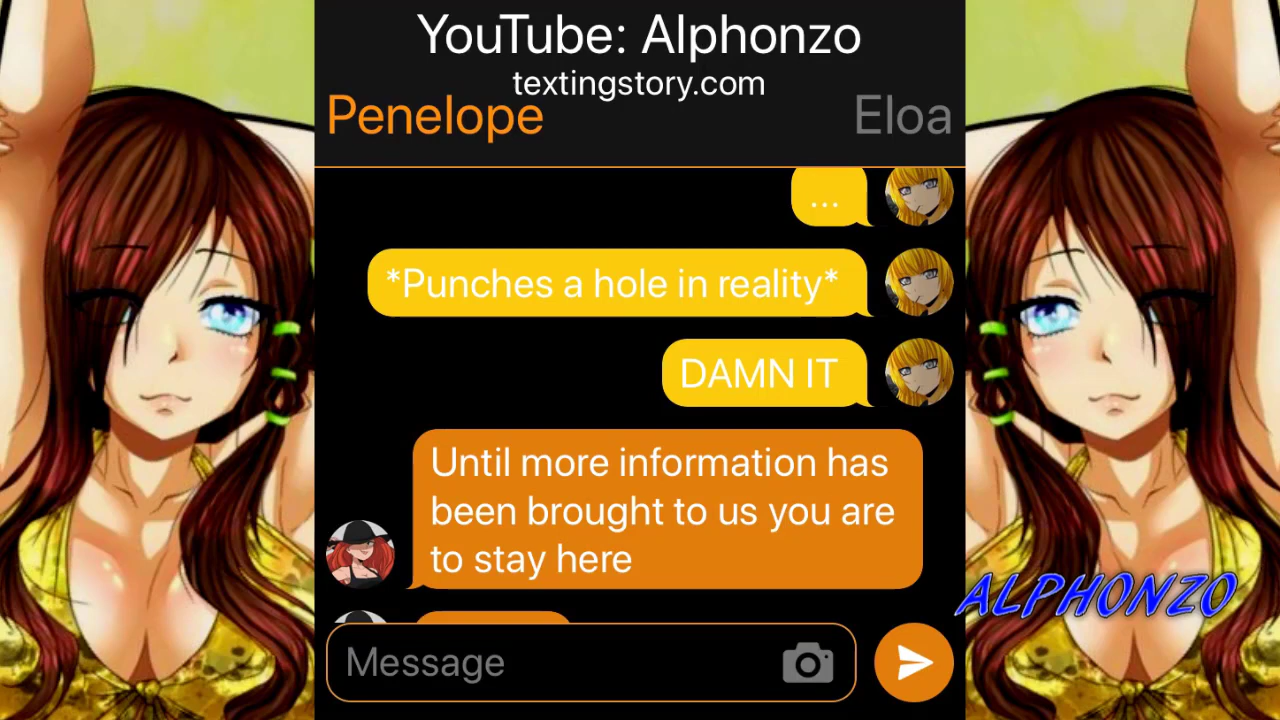 YouTube: Alphonzo
textingstory.com
Penelope
Eloa
...
*Punches a hole in reality*
DAMN IT
Until more information has
been brought to us you are
to stay here
ALPHONZO
Message